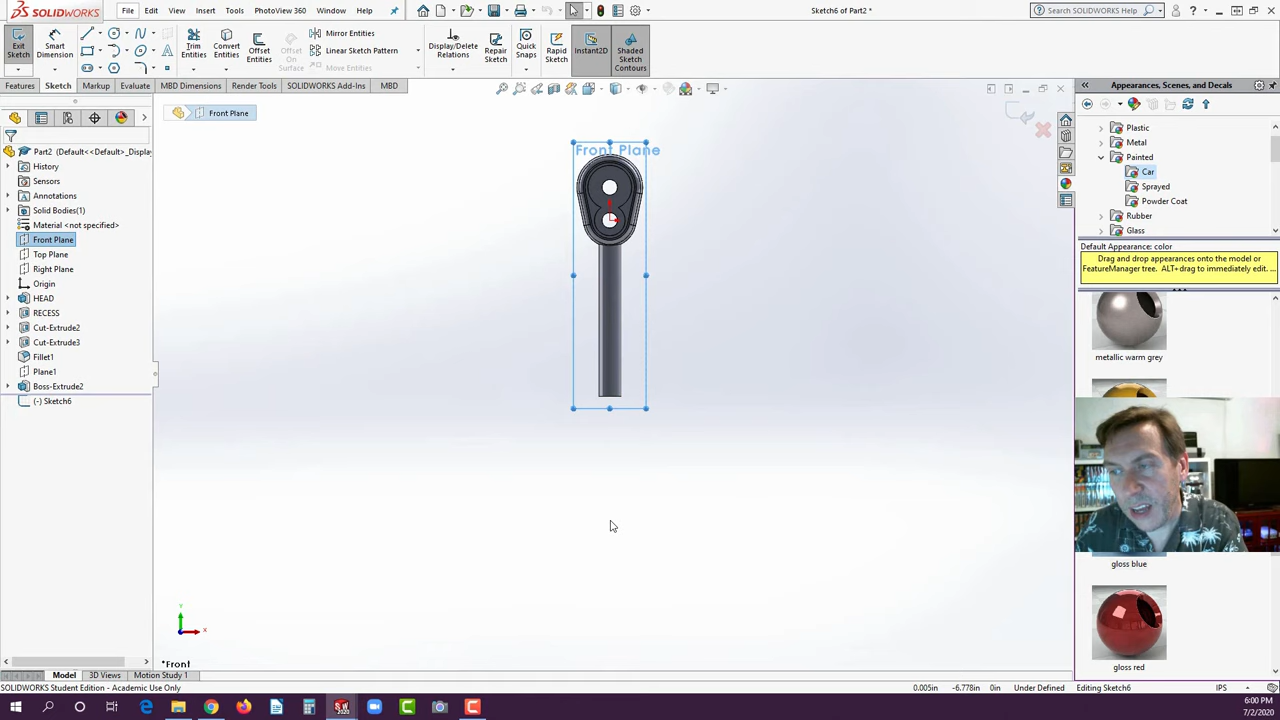 SOLIDWORKS File Edit View Insert Tools PhotoView 360 Window Help Sketch6 of Part2 * Search SOLIDWORKS Help
Exit Sketch Smart Dimension Trim Entities Convert Entities Offset Entities Offset On Surface Mirror Entities Linear Sketch Pattern Move Entities Display/Delete Relations Repair Sketch Quick Snaps Rapid Sketch Instant2D Shaded Sketch Contours
Features Sketch Markup Evaluate MBD Dimensions Render Tools SOLIDWORKS Add-Ins MBD
Appearances, Scenes, and Decals
Front Plane
Part2 (Default<<Default>_Display
History
Sensors
Annotations
Solid Bodies(1)
Material <not specified>
Front Plane
Top Plane
Right Plane
Origin
HEAD
RECESS
Cut-Extrude2
Cut-Extrude3
Fillet1
Plane1
Boss-Extrude2
(-) Sketch6
Front Plane
Y
X
*Front
Plastic
Metal
Painted
Car
Sprayed
Powder Coat
Rubber
Glass
Default Appearance: color
Drag and drop appearances onto the model or
FeatureManager tree. ALT+drag to immediately edit. ...
metallic warm grey
gloss blue
gloss red
Model 3D Views Motion Study 1
SOLIDWORKS Student Edition - Academic Use Only 0.005in -6.778in 0in Under Defined Editing Sketch6 IPS
6:00 PM
7/2/2020